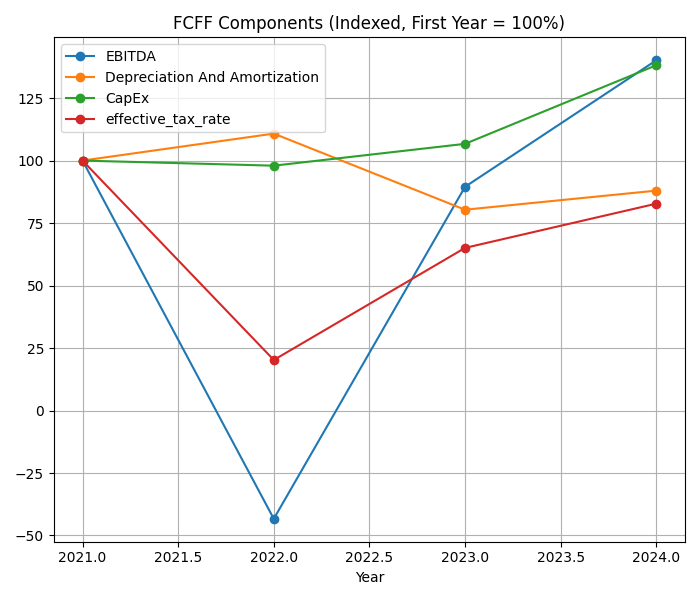 FCFF Components (Indexed, First Year = 100%)
EBITDA
Depreciation And Amortization
CapEx
effective_tax_rate
125
100
75
50
25
0
−25
−50
2021.0 2021.5 2022.0 2022.5 2023.0 2023.5 2024.0
Year